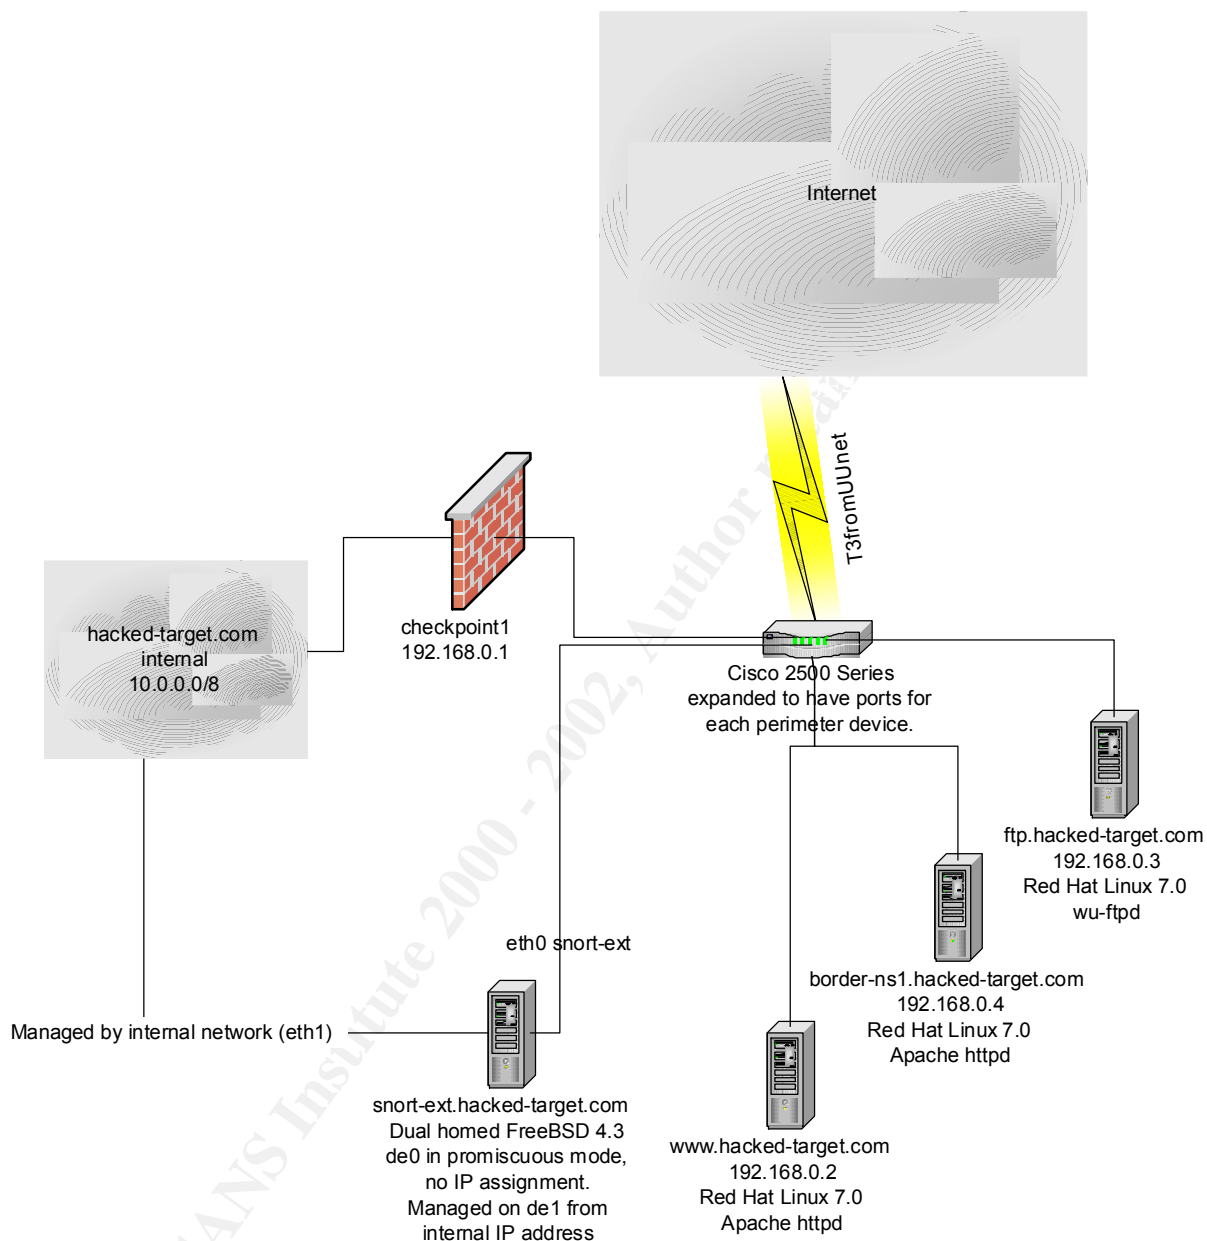 Internet
T3fromUUnet
checkpoint1
192.168.0.1
hacked-target.com
internal
10.0.0.0/8
Cisco 2500 Series
expanded to have ports for
each perimeter device.
ftp.hacked-target.com
192.168.0.3
Red Hat Linux 7.0
wu-ftpd
eth0 snort-ext
border-ns1.hacked-target.com
192.168.0.4
Red Hat Linux 7.0
Apache httpd
Managed by internal network (eth1)
snort-ext.hacked-target.com
Dual homed FreeBSD 4.3
de0 in promiscuous mode,
no IP assignment.
Managed on de1 from
internal IP address
www.hacked-target.com
192.168.0.2
Red Hat Linux 7.0
Apache httpd
SANS Insutute 2000 - 2002, Author